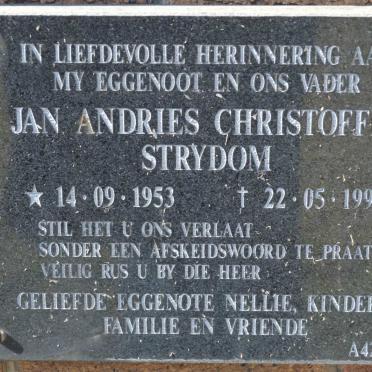 IN LIEFDEVOLLE HERINNERING AA
MY EGGENOOT EN ONS VADER
JAN ANDRIES CHRISTOFF
STRYDOM
★ 14·09·1953 † 22·05·199
STIL HET U ONS VERLAAT
SONDER EEN AFSKEIDSWOORD TE PRAAT
VEILIG RUS U BY DIE HEER
GELIEFDE EGGENOTE NELLIE, KINDER
FAMILIE EN VRIENDE
A42